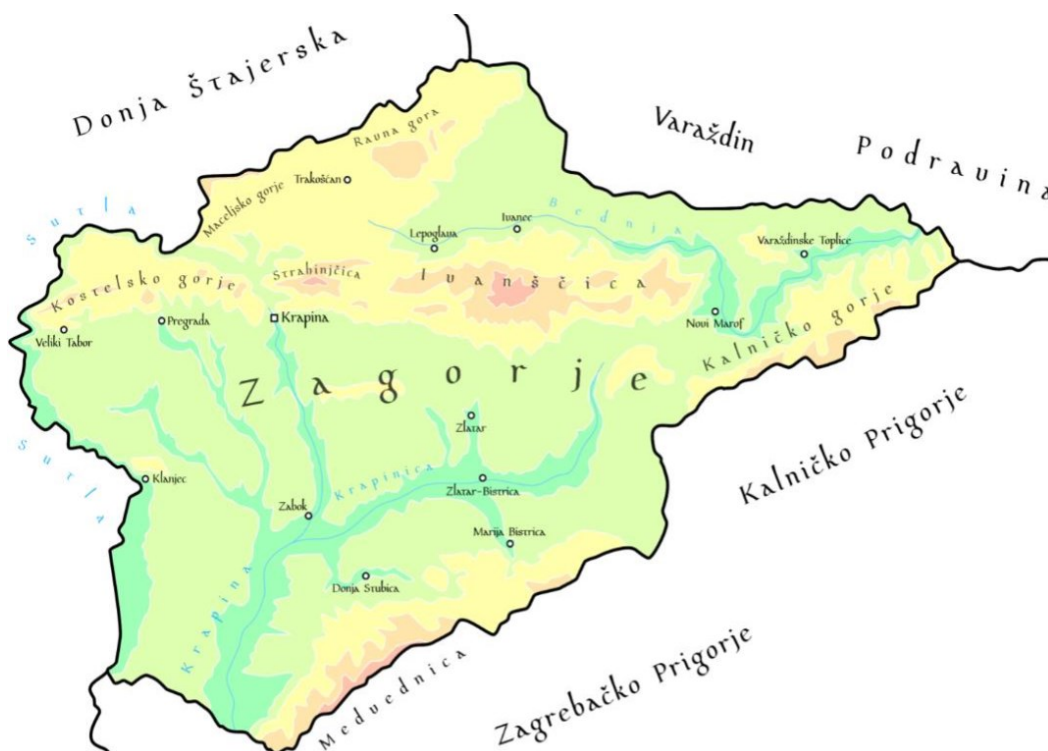 Donja Štajerska
Varaždin
Podravina
Ravna gora
Trakošćan
Maceljsko gorje
Sutla
Bednja
Ivanec
Lepoglava
Varaždinske Toplice
Kostelsko gorje
Strahinjčica
Ivanščica
Veliki Tabor
Pregrada
Krapina
Novi Marof
Kalničko gorje
Zagorje
Zlatar
Kalničko Prigorje
Sutla
Klanjec
Krapinica
Zlatar-Bistrica
Zabok
Marija Bistrica
Donja Stubica
Krapina
Medvednica
Zagrebačko Prigorje